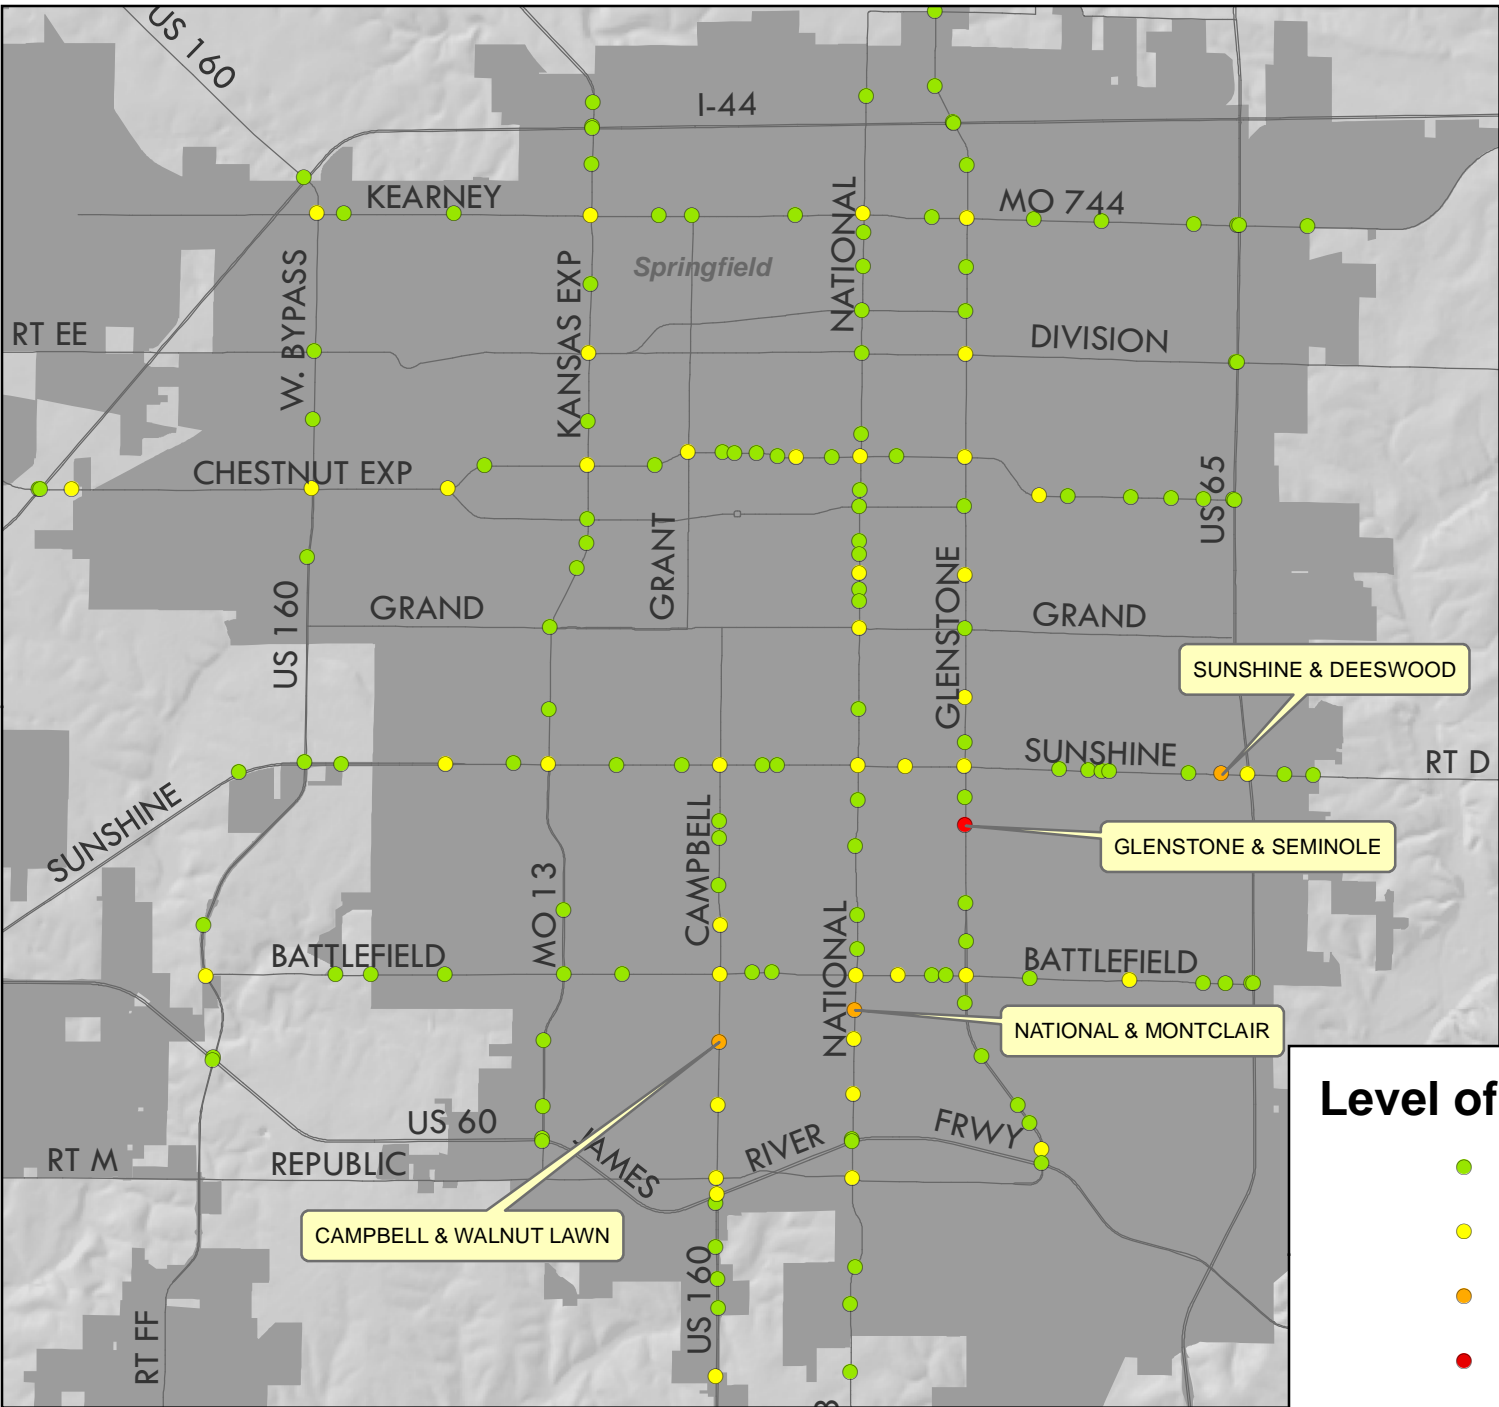 US 160
I-44
KEARNEY
NATIONAL
MO 744
Springfield
W. BYPASS
KANSAS EXP
RT EE
DIVISION
CHESTNUT EXP
US 65
GRANT
GLENSTONE
US 160
GRAND
GRAND
SUNSHINE & DEESWOOD
SUNSHINE
RT D
SUNSHINE
CAMPBELL
GLENSTONE & SEMINOLE
MO 13
NATIONAL
BATTLEFIELD
BATTLEFIELD
NATIONAL & MONTCLAIR
Level of
US 60
JAMES
RIVER
FRWY
RT M
REPUBLIC
CAMPBELL & WALNUT LAWN
US 160
RT FF